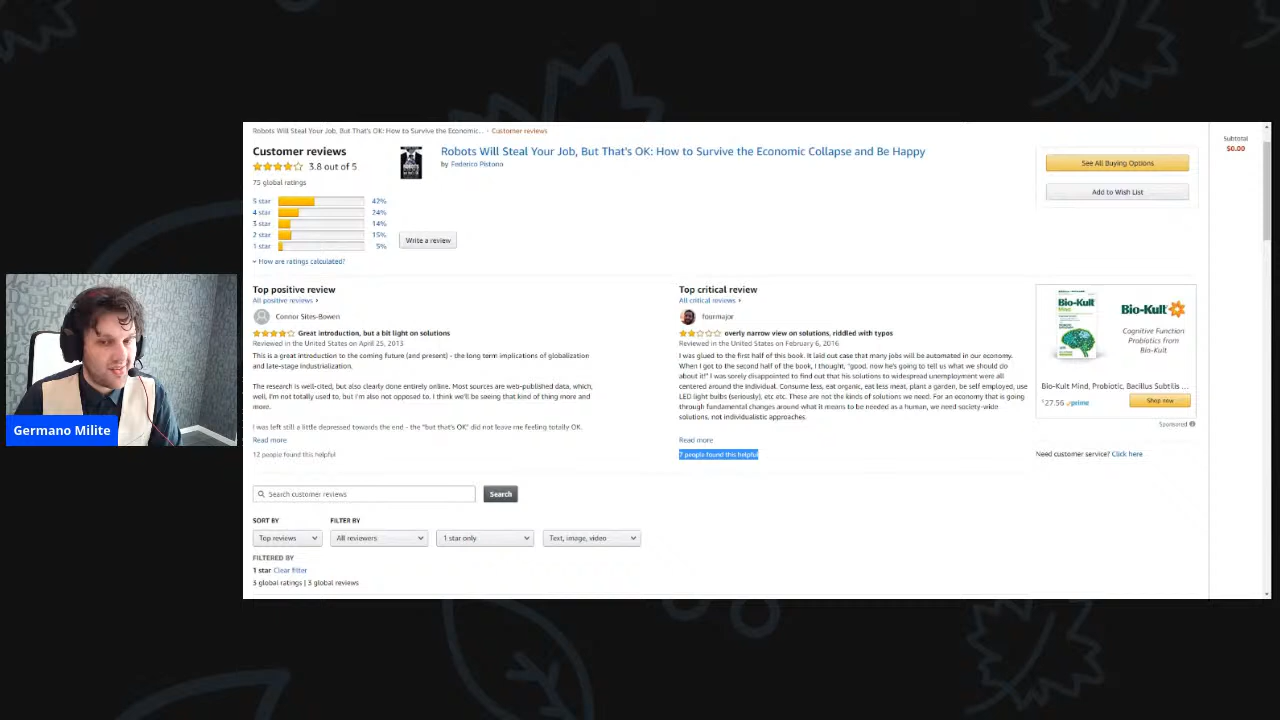 Robots Will Steal Your Job, But That's OK: How to Survive the Economic... › Customer reviews
Customer reviews
3.8 out of 5
75 global ratings
5 star 42%
4 star 24%
3 star 14%
2 star 15%
1 star 5%
How are ratings calculated?
Robots Will Steal Your Job, But That's OK: How to Survive the Economic Collapse and Be Happy
by Federico Pistono
Write a review
See All Buying Options
Add to Wish List
Subtotal
$0.00
Top positive review
All positive reviews ›
Connor Sites-Bowen
Great introduction, but a bit light on solutions
Reviewed in the United States on April 25, 2013
This is a great introduction to the coming future (and present) - the long term implications of globalization
and late-stage industrialization.
The research is well-cited, but also clearly done entirely online. Most sources are web-published data, which,
well, I'm not totally used to, but I'm also not opposed to. I think we'll be seeing that kind of thing more and
more.
I was left still a little depressed towards the end - the "but that's OK" did not leave me feeling totally OK.
Read more
12 people found this helpful
Top critical review
All critical reviews ›
fourmajor
overly narrow view on solutions, riddled with typos
Reviewed in the United States on February 6, 2016
I was glued to the first half of this book. It laid out case that many jobs will be automated in our economy.
When I got to the second half of the book, I thought, "good, now he's going to tell us what we should do
about it!" I was sorely disappointed to find out that his solutions to widespread unemployment were all
centered around the individual. Consume less, eat organic, eat less meat, plant a garden, be self employed, use
LED light bulbs (seriously), etc etc. These are not the kinds of solutions we need. For an economy that is going
through fundamental changes around what it means to be needed as a human, we need society-wide
solutions, not individualistic approaches.
Read more
7 people found this helpful
Bio-Kult
Bio-Kult
Cognitive Function
Probiotics from
Bio-Kult
Bio-Kult Mind, Probiotic, Bacillus Subtilis ...
$27.56 prime
Shop now
Sponsored
Need customer service? Click here
Germano Milite
Search customer reviews
Search
SORT BY
FILTER BY
Top reviews
All reviewers
1 star only
Text, image, video
FILTERED BY
1 star Clear filter
3 global ratings | 3 global reviews